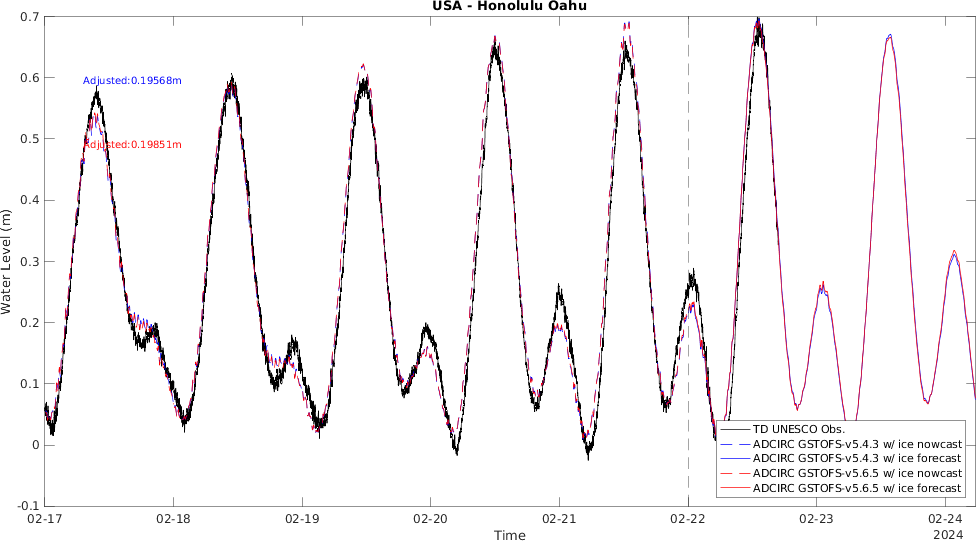 USA - Honolulu Oahu
0.7
0.6
0.5
0.4
0.3
0.2
0.1
0
-0.1
Water Level (m)
Adjusted:0.19568m
Adjusted:0.19851m
TD UNESCO Obs.
ADCIRC GSTOFS-v5.4.3 w/ ice nowcast
ADCIRC GSTOFS-v5.4.3 w/ ice forecast
ADCIRC GSTOFS-v5.6.5 w/ ice nowcast
ADCIRC GSTOFS-v5.6.5 w/ ice forecast
02-17 02-18 02-19 02-20 02-21 02-22 02-23 02-24
Time
2024